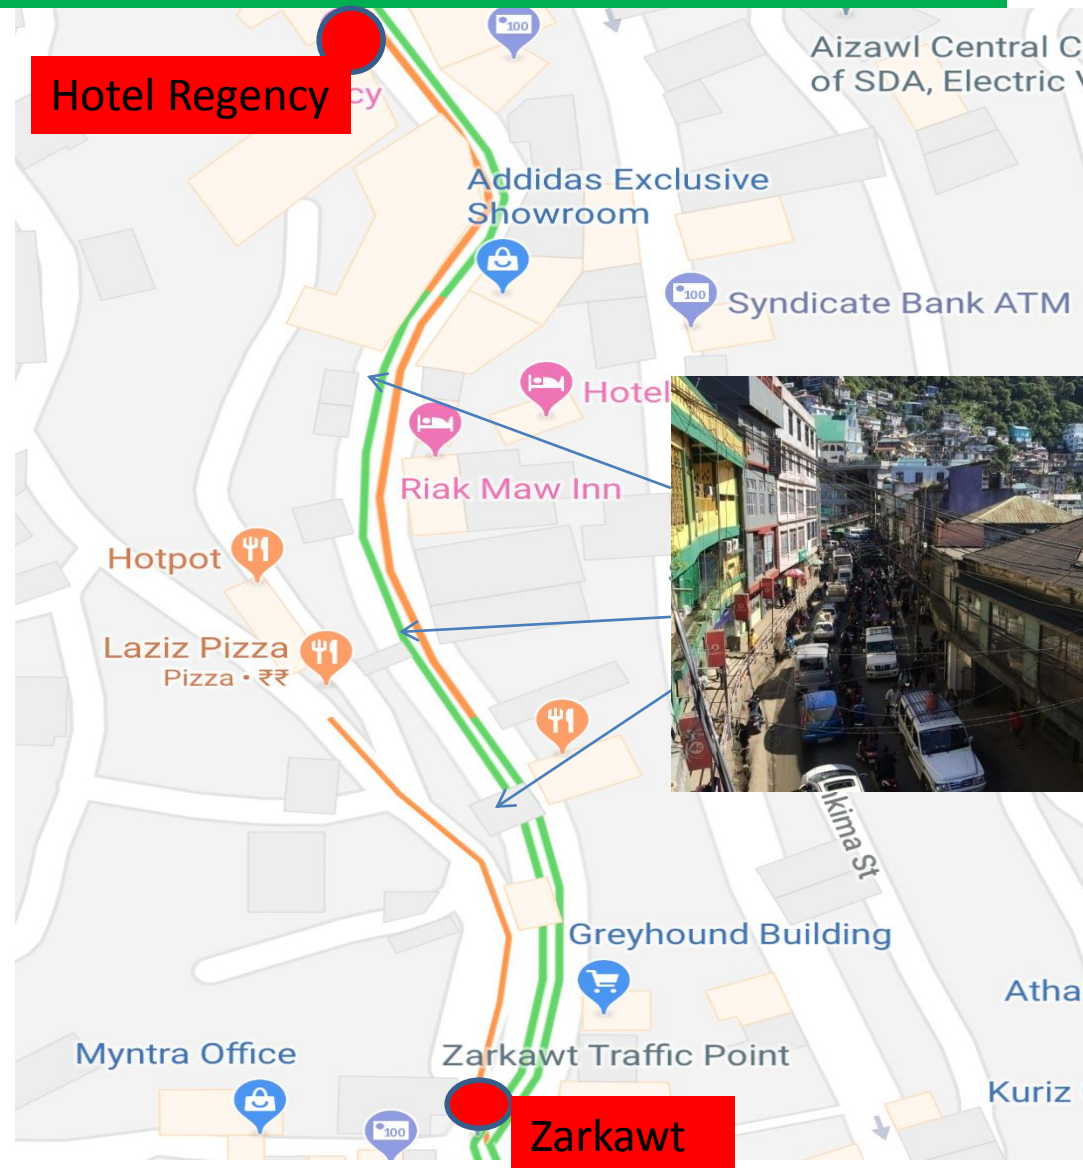 100
Aizawl Central C
of SDA, Electric
Hotel Regency
cy
Addidas Exclusive
Showroom
100
Syndicate Bank ATM
Hotel
Riak Maw Inn
Hotpot
Laziz Pizza
Pizza • ₹₹
kima St
Greyhound Building
Atha
Myntra Office
Zarkawt Traffic Point
Kuriz
100
Zarkawt